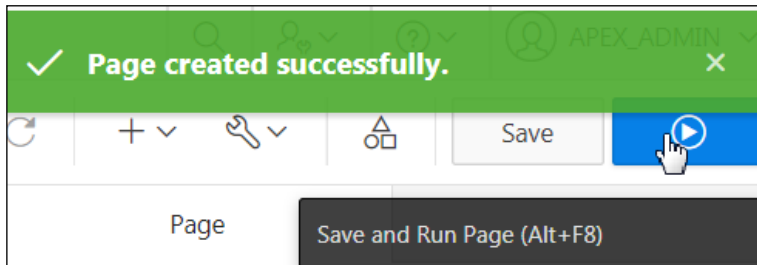 APEX_ADMIN
Page created successfully.
Save
Page
Save and Run Page (Alt+F8)